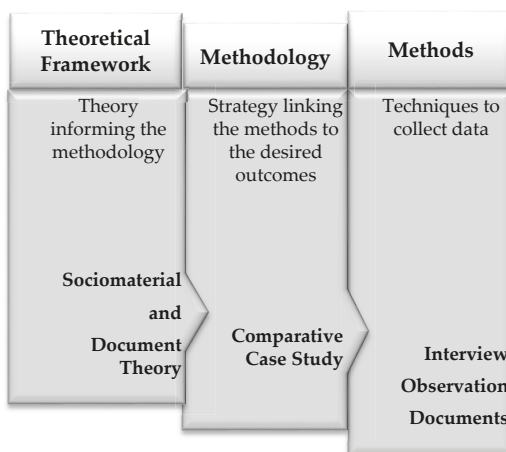 Theoretical
Framework
Theory
informing the
methodology
Sociomaterial
and
Document
Theory
Methodology
Strategy linking
the methods to
the desired
outcomes
Comparative
Case Study
Methods
Techniques to
collect data
Interview
Observation
Documents